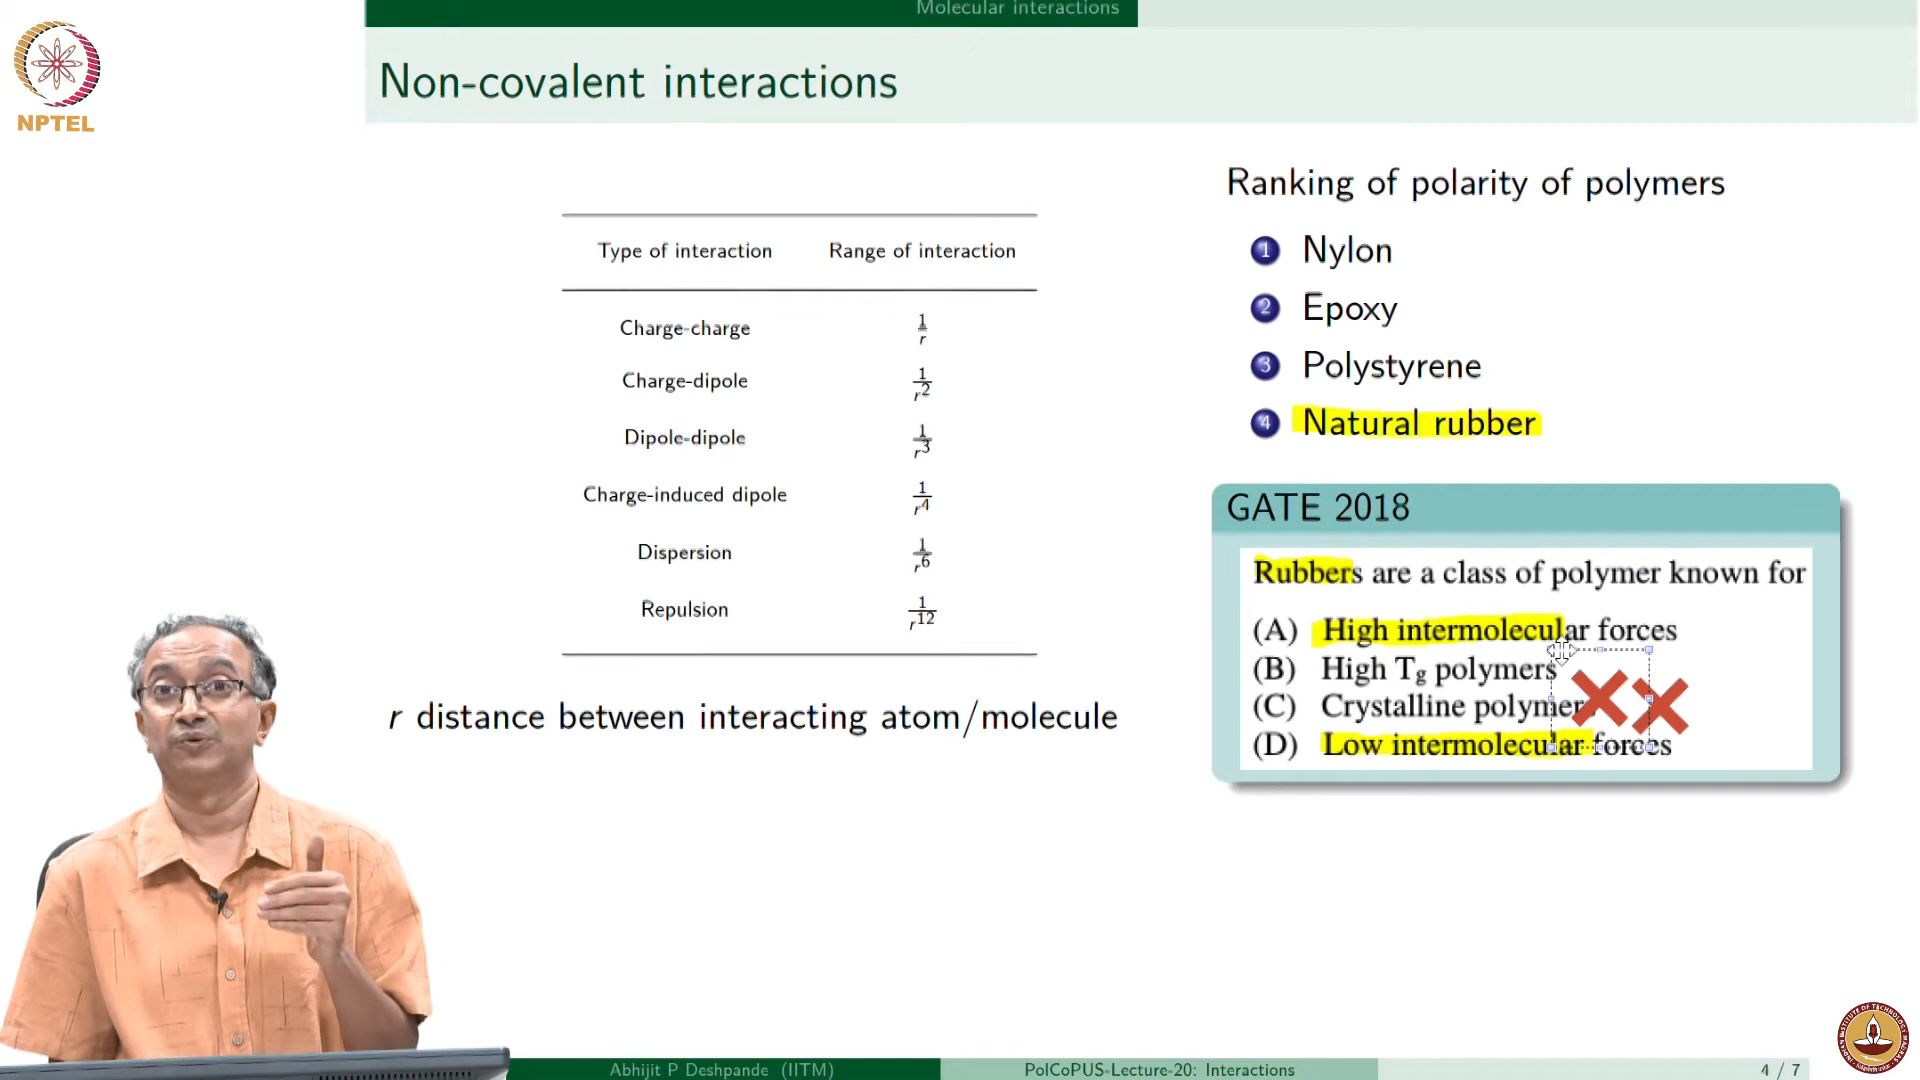 Molecular interactions
NPTEL
Non-covalent interactions
Type of interaction Range of interaction
Charge-charge 1/r
Charge-dipole 1/r²
Dipole-dipole 1/r³
Charge-induced dipole 1/r⁴
Dispersion 1/r⁶
Repulsion 1/r¹²
r distance between interacting atom/molecule
Ranking of polarity of polymers
1 Nylon
2 Epoxy
3 Polystyrene
4 Natural rubber
GATE 2018
Rubbers are a class of polymer known for
(A) High intermolecular forces
(B) High Tg polymers
(C) Crystalline polymers
(D) Low intermolecular forces
Abhijit P Deshpande (IITM) PolCoPUS-Lecture-20: Interactions 4 / 7